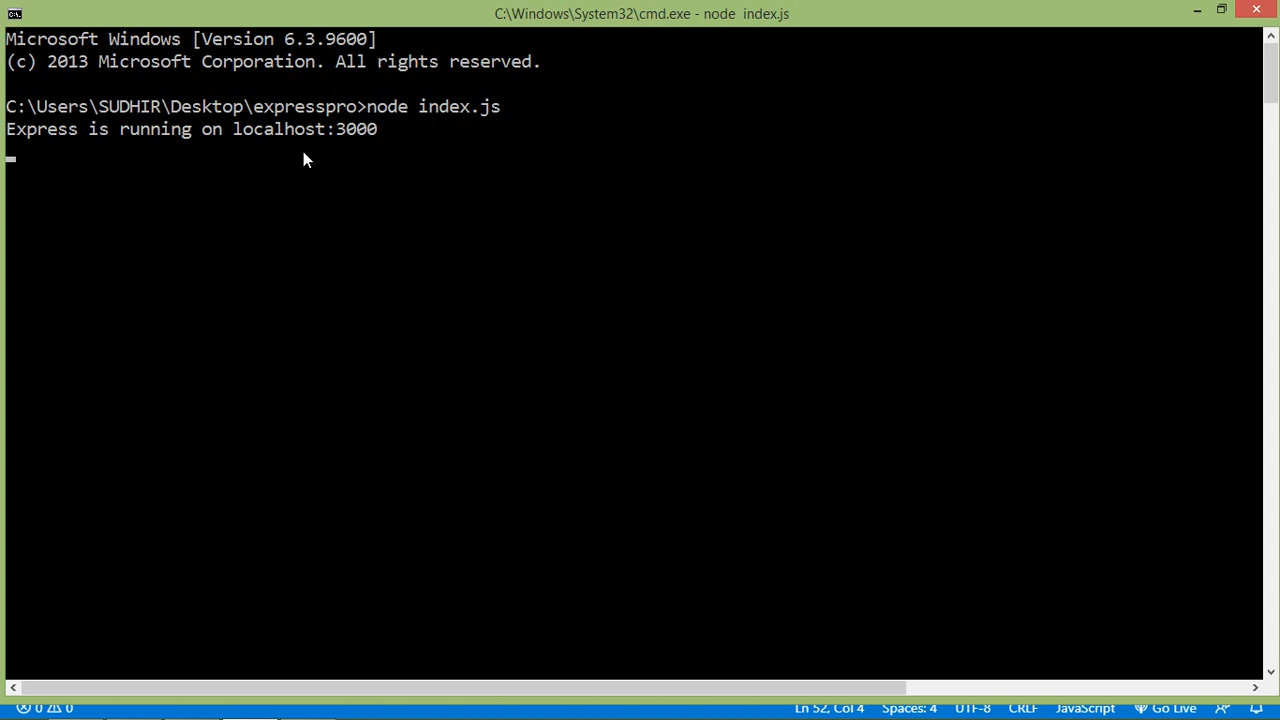 C:\Windows\System32\cmd.exe - node  index.js
Microsoft Windows [Version 6.3.9600]
(c) 2013 Microsoft Corporation. All rights reserved.
C:\Users\SUDHIR\Desktop\expresspro>node index.js
Express is running on localhost:3000
0 0 Ln 52, Col 4 Spaces: 4 UTF-8 CRLF JavaScript Go Live